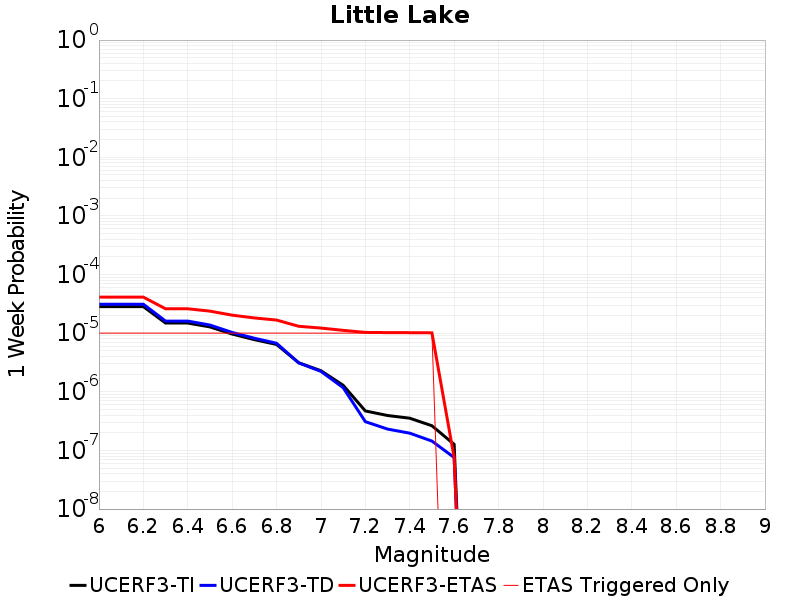 Little Lake
1 Week Probability
10^0
10^-1
10^-2
10^-3
10^-4
10^-5
10^-6
10^-7
10^-8
6 6.2 6.4 6.6 6.8 7 7.2 7.4 7.6 7.8 8 8.2 8.4 8.6 8.8 9
Magnitude
UCERF3-TI UCERF3-TD UCERF3-ETAS ETAS Triggered Only